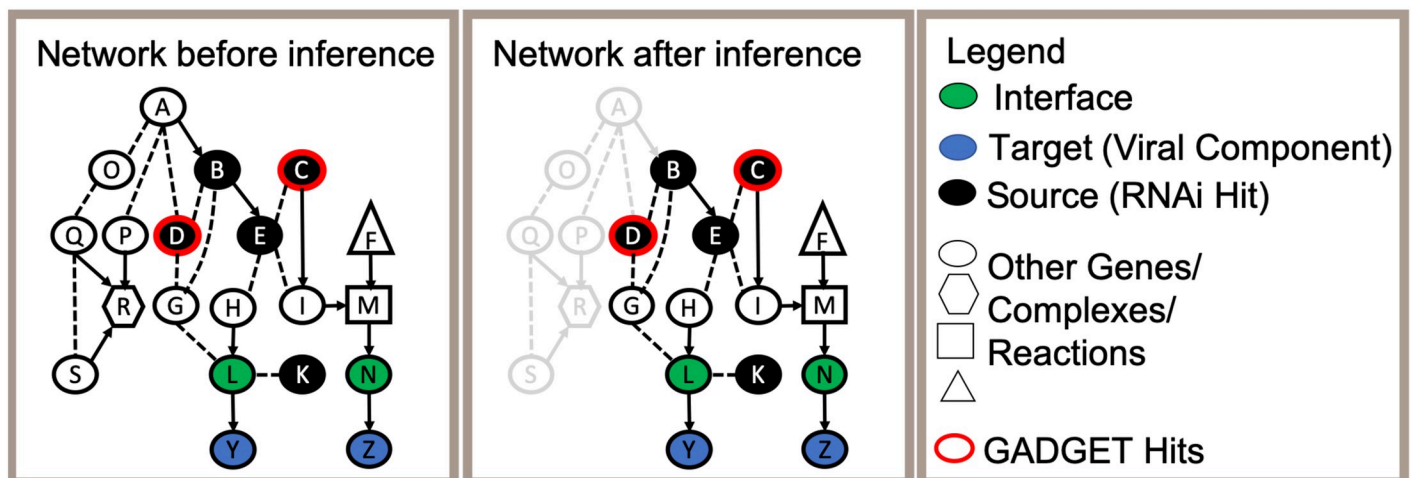 Network before inference
A
O B C
Q P D E F
R G H I M
S L K N
Y Z
Network after inference
A
O B C
Q P D E F
R G H I M
S L K N
Y Z
Legend
Interface
Target (Viral Component)
Source (RNAi Hit)
Other Genes/
Complexes/
Reactions
GADGET Hits